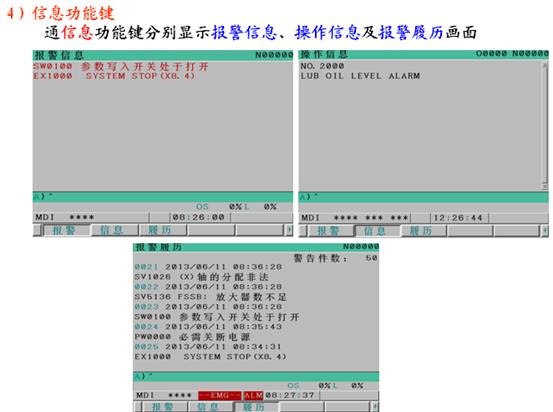 4）信息功能键
通信息功能键分别显示报警信息、操作信息及报警履历画面
报警信息 N00000
SW0100 参数写入开关处于打开
EX1000 SYSTEM STOP(X8.4)
A)^
OS 0% L 0%
MDI **** 08:26:00
报警 信息 履历
操作信息 O0000 N00000
NO. 2000
LUB OIL LEVEL ALARM
A)^
MDI **** *** *** 12:26:44
报警 信息 履历
报警履历 N00000
警告件数： 50
0021 2013/06/11 08:36:28
SV1026 (X)轴的分配非法
0022 2013/06/11 08:36:28
SV5136 FSSB: 放大器数不足
0023 2013/06/11 08:36:28
SW0100 参数写入开关处于打开
0024 2013/06/11 08:35:43
PW0000 必需关断电源
0025 2013/06/11 08:34:31
EX1000 SYSTEM STOP(X8.4)
A)^
OS 0% L 0%
MDI **** --EMG-- ALM 08:27:37
报警 信息 履历